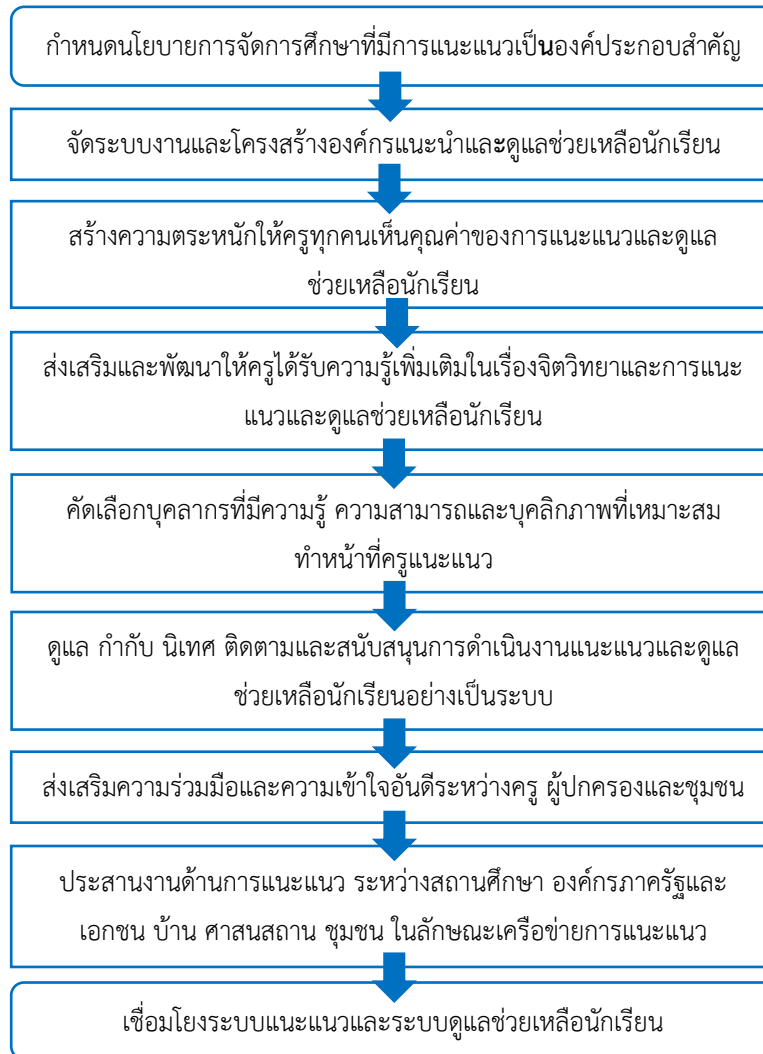 กำหนดนโยบายการจัดการศึกษาที่มีการแนะแนวเป็นองค์ประกอบสำคัญ
จัดระบบงานและโครงสร้างองค์กรแนะนำและดูแลช่วยเหลือนักเรียน
สร้างความตระหนักให้ครูทุกคนเห็นคุณค่าของการแนะแนวและดูแล
ช่วยเหลือนักเรียน
ส่งเสริมและพัฒนาให้ครูได้รับความรู้เพิ่มเติมในเรื่องจิตวิทยาและการแนะ
แนวและดูแลช่วยเหลือนักเรียน
คัดเลือกบุคลากรที่มีความรู้ ความสามารถและบุคลิกภาพที่เหมาะสม
ทำหน้าที่ครูแนะแนว
ดูแล กำกับ นิเทศ ติดตามและสนับสนุนการดำเนินงานแนะแนวและดูแล
ช่วยเหลือนักเรียนอย่างเป็นระบบ
ส่งเสริมความร่วมมือและความเข้าใจอันดีระหว่างครู ผู้ปกครองและชุมชน
ประสานงานด้านการแนะแนว ระหว่างสถานศึกษา องค์กรภาครัฐและ
เอกชน บ้าน ศาสนสถาน ชุมชน ในลักษณะเครือข่ายการแนะแนว
เชื่อมโยงระบบแนะแนวและระบบดูแลช่วยเหลือนักเรียน